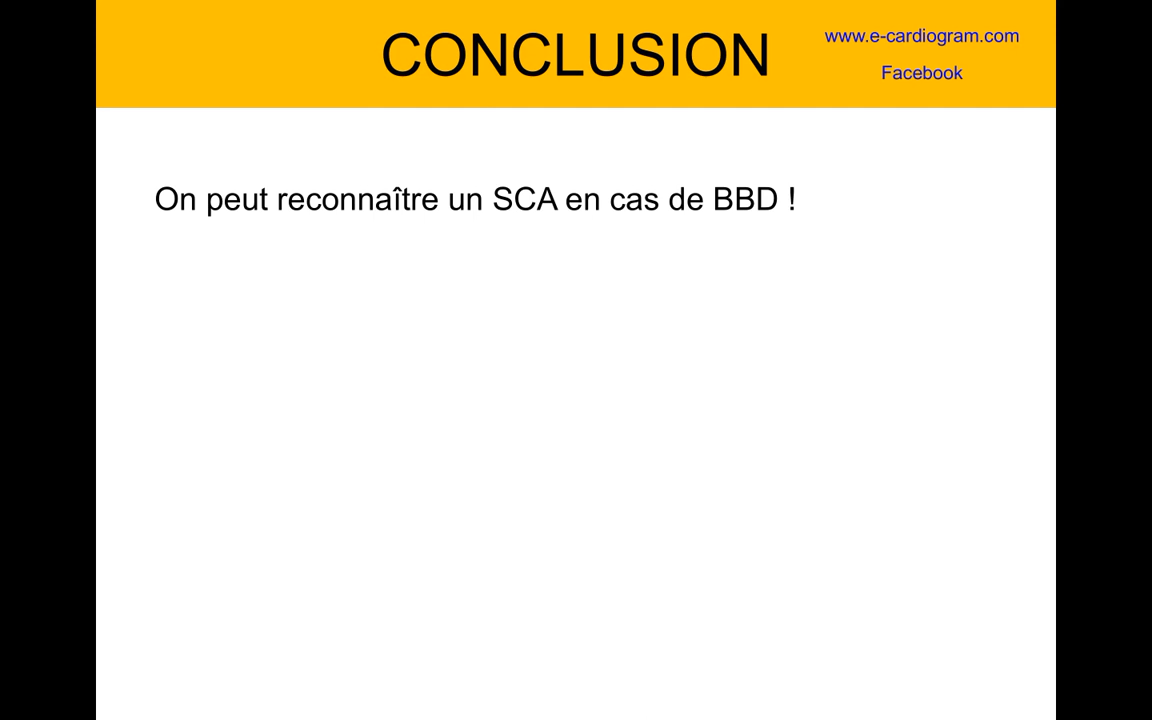 CONCLUSION
www.e-cardiogram.com
Facebook
On peut reconnaître un SCA en cas de BBD !